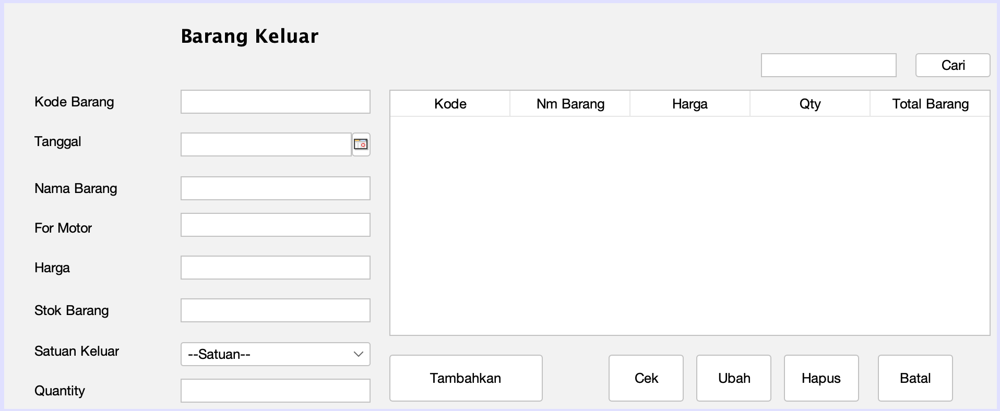 Barang Keluar
Cari
Kode Barang
Tanggal
Nama Barang
For Motor
Harga
Stok Barang
Satuan Keluar
--Satuan--
Quantity
Kode Nm Barang Harga Qty Total Barang
Tambahkan Cek Ubah Hapus Batal